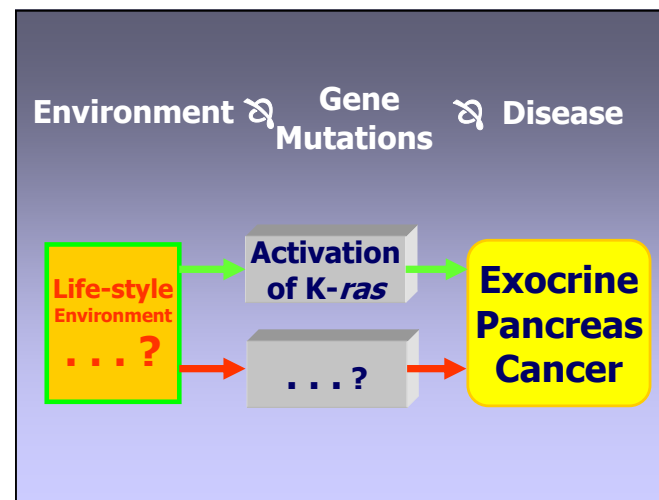 Environment
Gene
Mutations
Disease
Life-style
Environment
. . . ?
Activation
of K-ras
. . . ?
Exocrine
Pancreas
Cancer